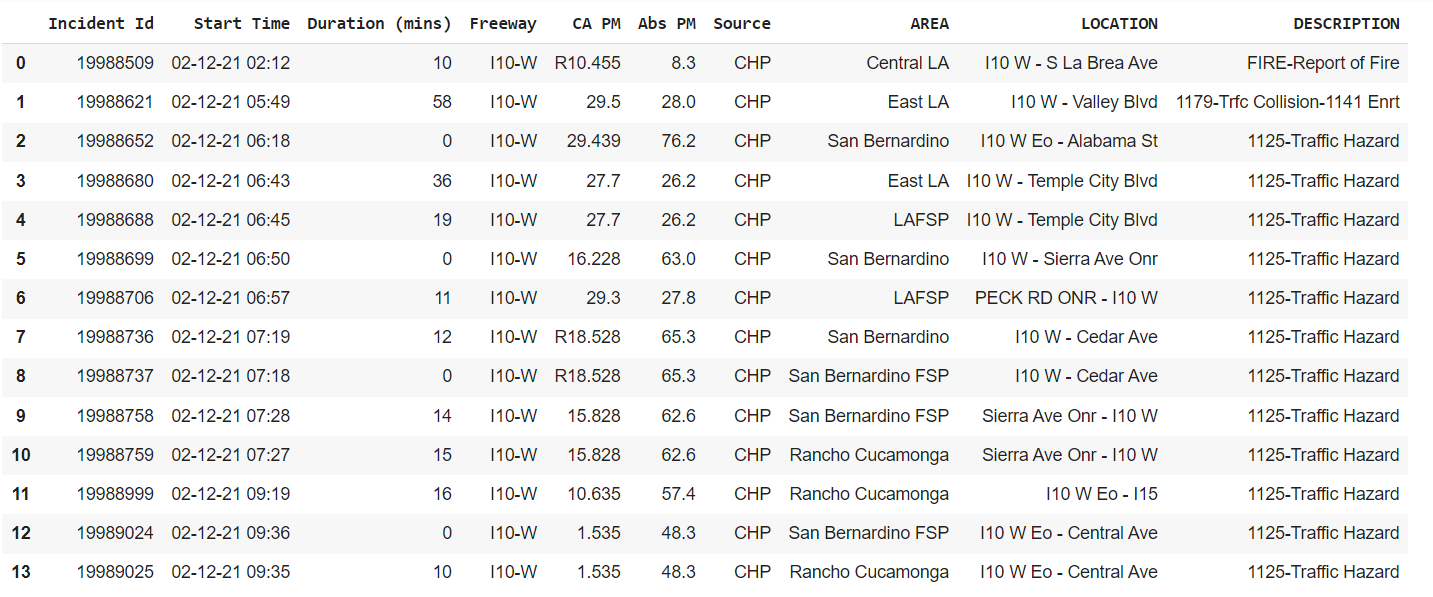 Incident Id Start Time Duration (mins) Freeway CA PM Abs PM Source AREA LOCATION DESCRIPTION
0 19988509 02-12-21 02:12 10 I10-W R10.455 8.3 CHP Central LA I10 W - S La Brea Ave FIRE-Report of Fire
1 19988621 02-12-21 05:49 58 I10-W 29.5 28.0 CHP East LA I10 W - Valley Blvd 1179-Trfc Collision-1141 Enrt
2 19988652 02-12-21 06:18 0 I10-W 29.439 76.2 CHP San Bernardino I10 W Eo - Alabama St 1125-Traffic Hazard
3 19988680 02-12-21 06:43 36 I10-W 27.7 26.2 CHP East LA I10 W - Temple City Blvd 1125-Traffic Hazard
4 19988688 02-12-21 06:45 19 I10-W 27.7 26.2 CHP LAFSP I10 W - Temple City Blvd 1125-Traffic Hazard
5 19988699 02-12-21 06:50 0 I10-W 16.228 63.0 CHP San Bernardino I10 W - Sierra Ave Onr 1125-Traffic Hazard
6 19988706 02-12-21 06:57 11 I10-W 29.3 27.8 CHP LAFSP PECK RD ONR - I10 W 1125-Traffic Hazard
7 19988736 02-12-21 07:19 12 I10-W R18.528 65.3 CHP San Bernardino I10 W - Cedar Ave 1125-Traffic Hazard
8 19988737 02-12-21 07:18 0 I10-W R18.528 65.3 CHP San Bernardino FSP I10 W - Cedar Ave 1125-Traffic Hazard
9 19988758 02-12-21 07:28 14 I10-W 15.828 62.6 CHP San Bernardino FSP Sierra Ave Onr - I10 W 1125-Traffic Hazard
10 19988759 02-12-21 07:27 15 I10-W 15.828 62.6 CHP Rancho Cucamonga Sierra Ave Onr - I10 W 1125-Traffic Hazard
11 19988999 02-12-21 09:19 16 I10-W 10.635 57.4 CHP Rancho Cucamonga I10 W Eo - I15 1125-Traffic Hazard
12 19989024 02-12-21 09:36 0 I10-W 1.535 48.3 CHP San Bernardino FSP I10 W Eo - Central Ave 1125-Traffic Hazard
13 19989025 02-12-21 09:35 10 I10-W 1.535 48.3 CHP Rancho Cucamonga I10 W Eo - Central Ave 1125-Traffic Hazard